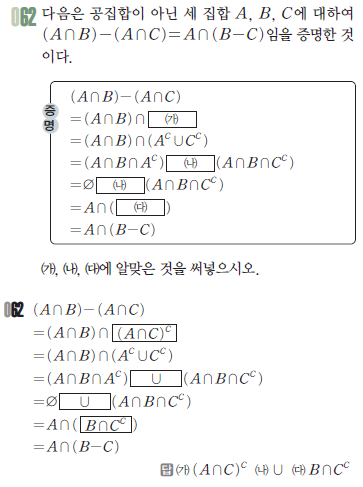 062 다음은 공집합이 아닌 세 집합 A, B, C에 대하여
(A∩B)-(A∩C)=A∩(B-C)임을 증명한 것
이다.
증명
(A∩B)-(A∩C)
=(A∩B)∩ ㈎
=(A∩B)∩(Aᶜ∪Cᶜ)
=(A∩B∩Aᶜ) ㈏ (A∩B∩Cᶜ)
=∅ ㈏ (A∩B∩Cᶜ)
=A∩( ㈐ )
=A∩(B-C)
㈎, ㈏, ㈐에 알맞은 것을 써넣으시오.
062 (A∩B)-(A∩C)
=(A∩B)∩ (A∩C)ᶜ
=(A∩B)∩(Aᶜ∪Cᶜ)
=(A∩B∩Aᶜ) ∪ (A∩B∩Cᶜ)
=∅ ∪ (A∩B∩Cᶜ)
=A∩( B∩Cᶜ )
=A∩(B-C)
답 ㈎ (A∩C)ᶜ ㈏ ∪ ㈐ B∩Cᶜ